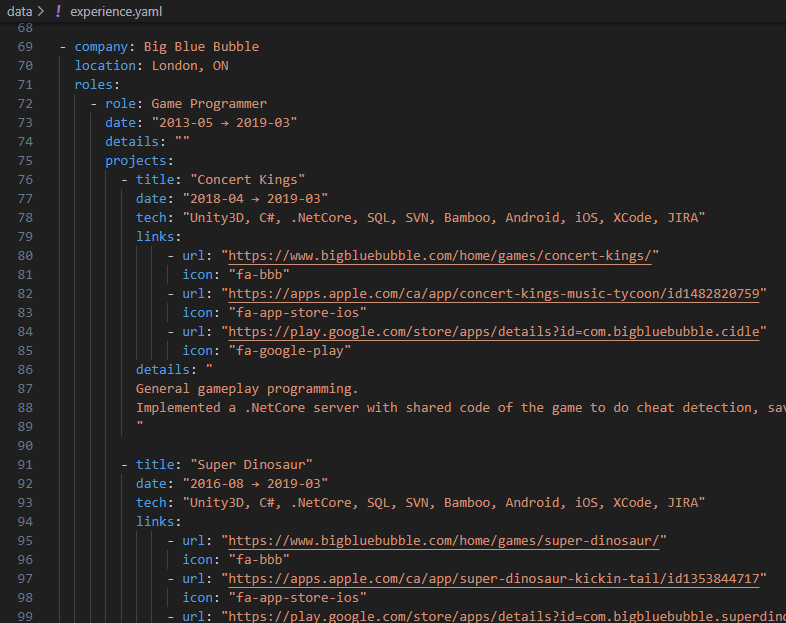 data > ! experience.yaml
68
69 - company: Big Blue Bubble
70 location: London, ON
71 roles:
72 - role: Game Programmer
73 date: "2013-05 → 2019-03"
74 details: ""
75 projects:
76 - title: "Concert Kings"
77 date: "2018-04 → 2019-03"
78 tech: "Unity3D, C#, .NetCore, SQL, SVN, Bamboo, Android, iOS, XCode, JIRA"
79 links:
80 - url: "https://www.bigbluebubble.com/home/games/concert-kings/"
81 icon: "fa-bbb"
82 - url: "https://apps.apple.com/ca/app/concert-kings-music-tycoon/id1482820759"
83 icon: "fa-app-store-ios"
84 - url: "https://play.google.com/store/apps/details?id=com.bigbluebubble.cidle"
85 icon: "fa-google-play"
86 details: "
87 General gameplay programming.
88 Implemented a .NetCore server with shared code of the game to do cheat detection, sav
89 "
90
91 - title: "Super Dinosaur"
92 date: "2016-08 → 2019-03"
93 tech: "Unity3D, C#, .NetCore, SQL, SVN, Bamboo, Android, iOS, XCode, JIRA"
94 links:
95 - url: "https://www.bigbluebubble.com/home/games/super-dinosaur/"
96 icon: "fa-bbb"
97 - url: "https://apps.apple.com/ca/app/super-dinosaur-kickin-tail/id1353844717"
98 icon: "fa-app-store-ios"
99 - url: "https://play.google.com/store/apps/details?id=com.bigbluebubble.superdino